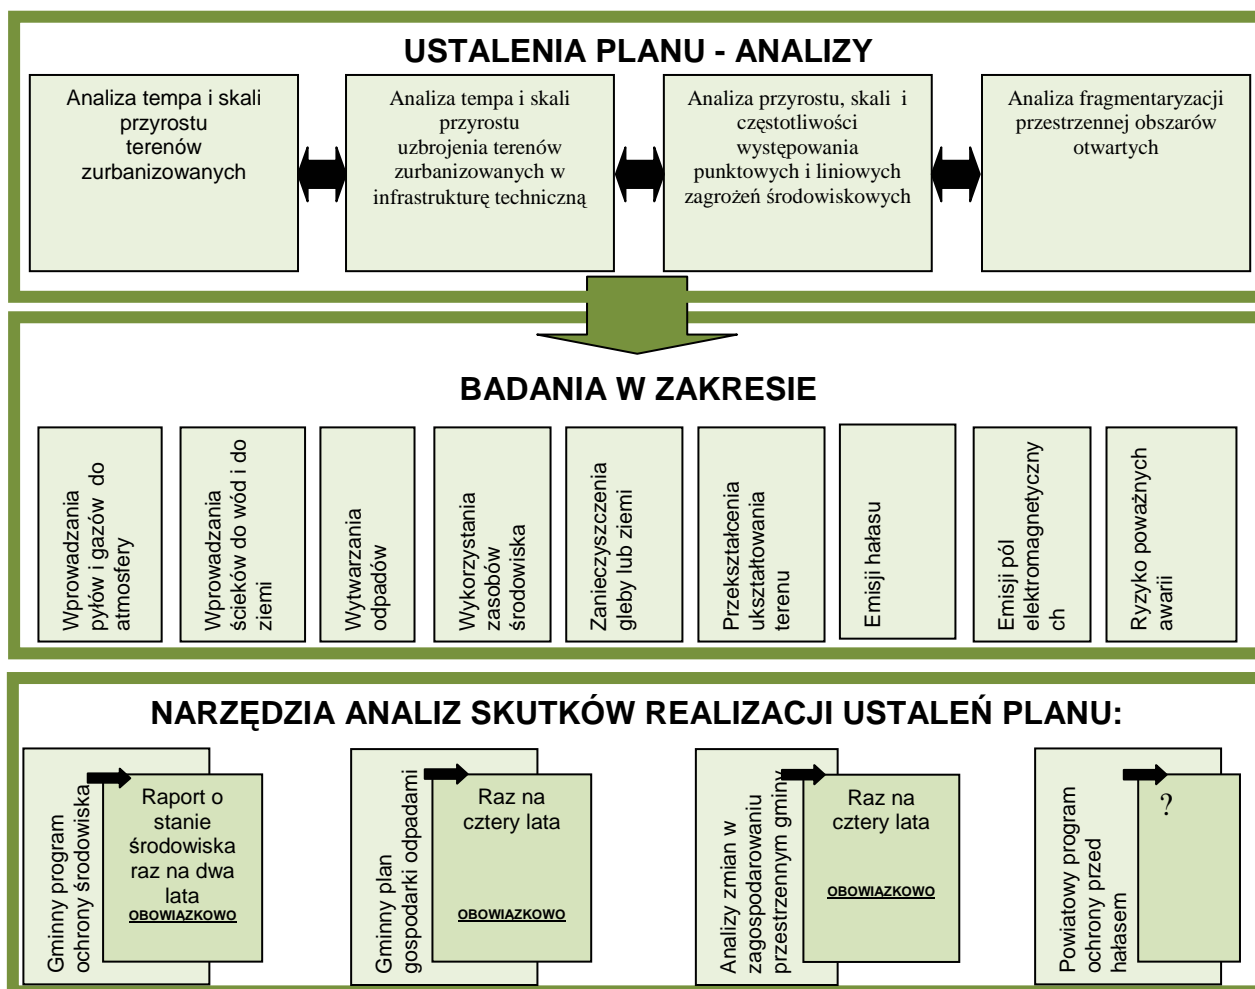 USTALENIA PLANU - ANALIZY
Analiza tempa i skali
przyrostu
terenów
zurbanizowanych
Analiza tempa i skali
przyrostu
uzbrojenia terenów
zurbanizowanych w
infrastrukturę techniczną
Analiza przyrostu, skali i
częstotliwości
występowania
punktowych i liniowych
zagrożeń środowiskowych
Analiza fragmentaryzacji
przestrzennej obszarów
otwartych
BADANIA W ZAKRESIE
Wprowadzania
pyłów i gazów do
atmosfery
Wprowadzania
ścieków do wód i do
ziemi
Wytwarzania
odpadów
Wykorzystania
zasobów
środowiska
Zanieczyszczenia
gleby lub ziemi
Przekształcenia
ukształtowania
terenu
Emisji hałasu
Emisji pól
elektromagnetyczny
ch
Ryzyko poważnych
awarii
NARZĘDZIA ANALIZ SKUTKÓW REALIZACJI USTALEŃ PLANU:
Gminny program
ochrony środowiska
Raport o
stanie
środowiska
raz na dwa
lata
OBOWIĄZKOWO
Gminny plan
gospodarki odpadami
Raz na
cztery lata
OBOWIĄZKOWO
Analizy zmian w
zagospodarowaniu
przestrzennym gminy
Raz na
cztery lata
OBOWIĄZKOWO
Powiatowy program
ochrony przed
hałasem
?